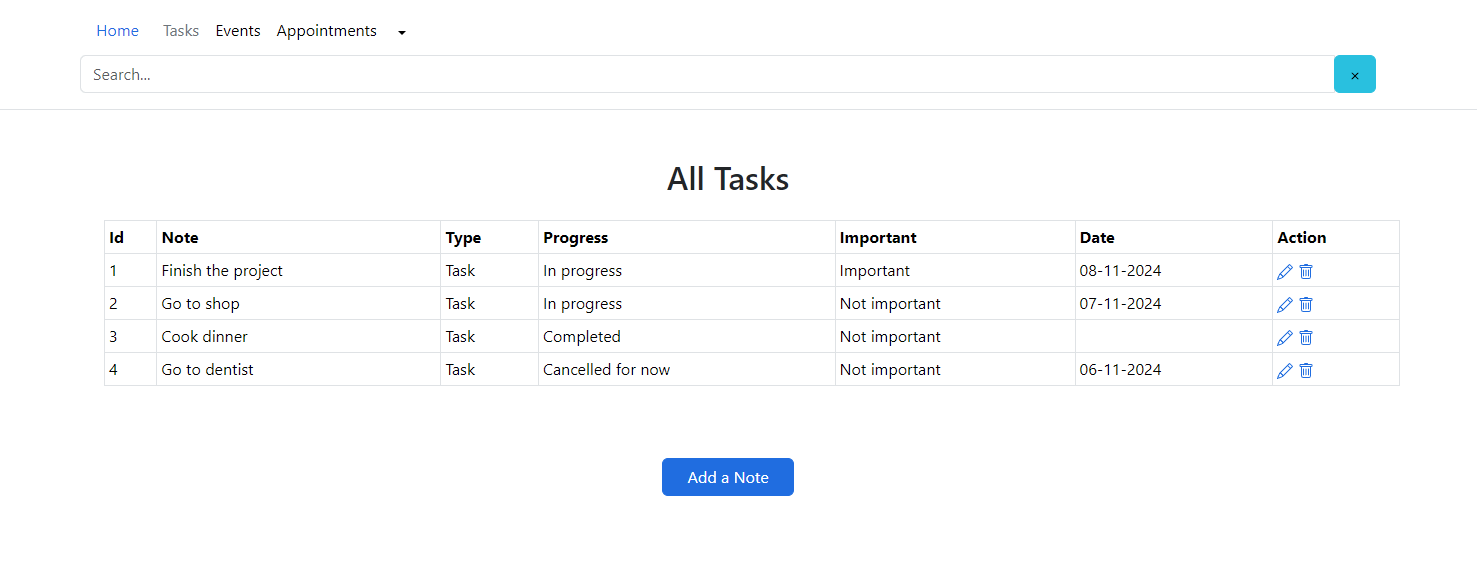 Home Tasks Events Appointments
Search...
×
All Tasks
Id Note Type Progress Important Date Action
1 Finish the project Task In progress Important 08-11-2024
2 Go to shop Task In progress Not important 07-11-2024
3 Cook dinner Task Completed Not important
4 Go to dentist Task Cancelled for now Not important 06-11-2024
Add a Note